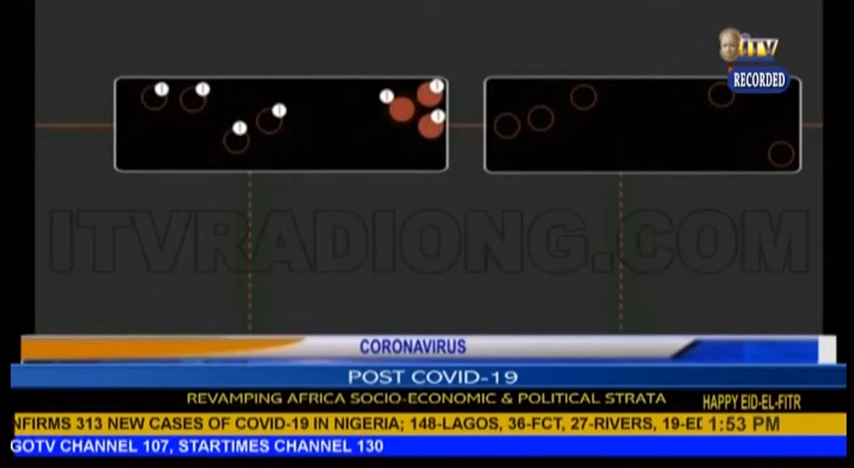 iTV
RECORDED
ITVRADIONG.COM
CORONAVIRUS
POST COVID-19
REVAMPING AFRICA SOCIO-ECONOMIC & POLITICAL STRATA
HAPPY EID-EL-FITR
NFIRMS 313 NEW CASES OF COVID-19 IN NIGERIA; 148-LAGOS, 36-FCT, 27-RIVERS, 19-ED 1:53 PM
GOTV CHANNEL 107, STARTIMES CHANNEL 130